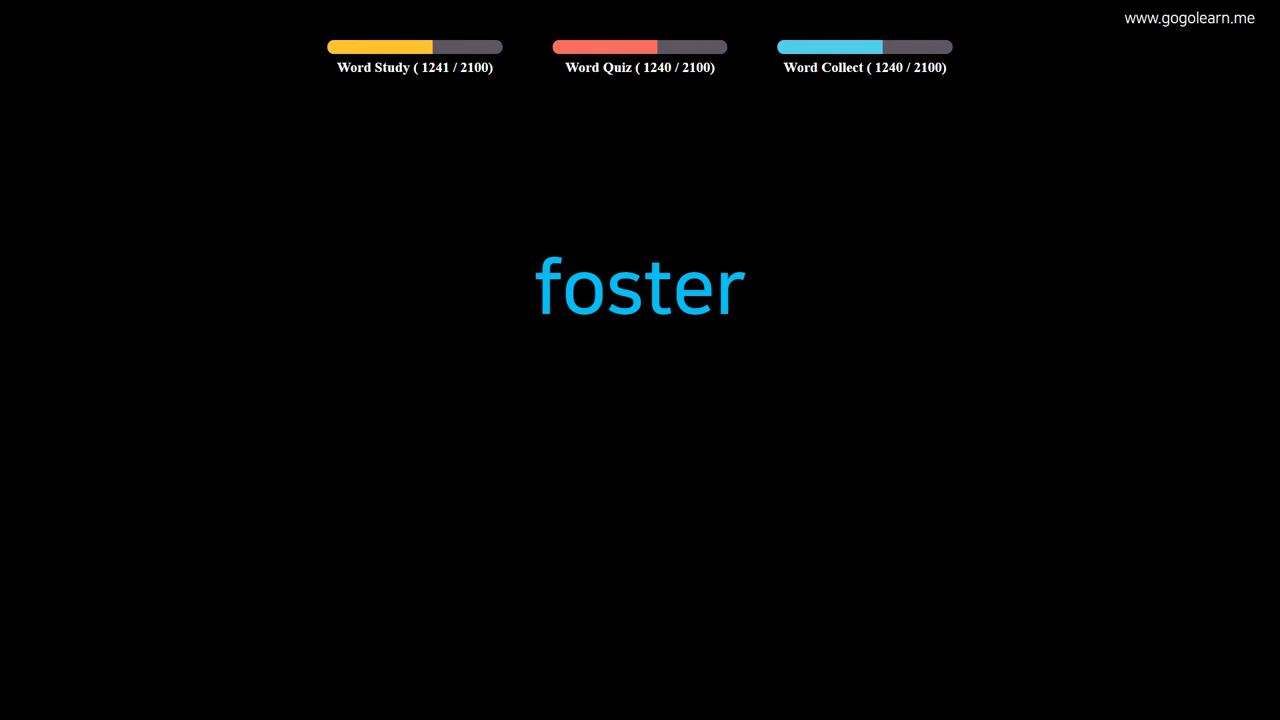 www.gogolearn.me
Word Study ( 1241 / 2100)
Word Quiz ( 1240 / 2100)
Word Collect ( 1240 / 2100)
foster